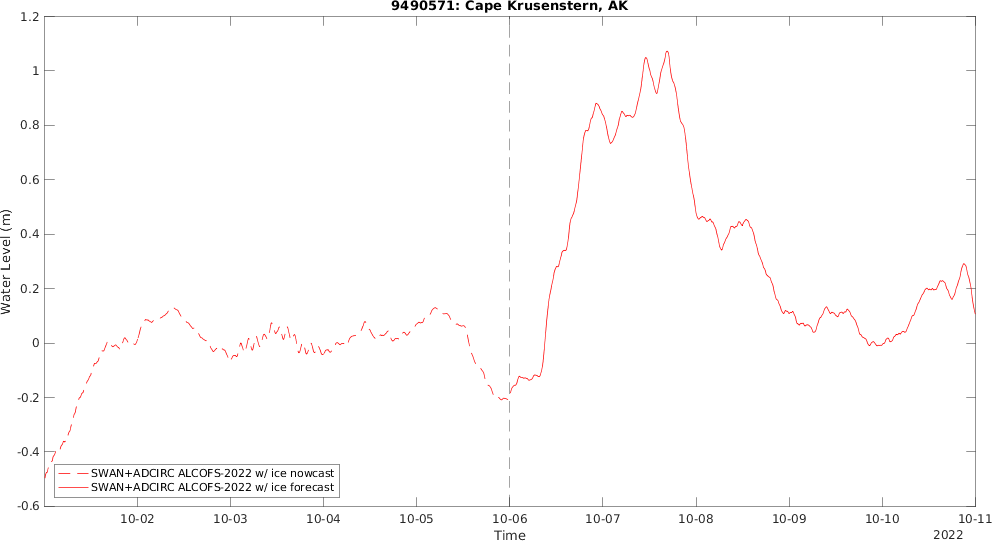 9490571: Cape Krusenstern, AK
1.2
1
0.8
0.6
0.4
0.2
0
-0.2
-0.4
-0.6
Water Level (m)
SWAN+ADCIRC ALCOFS-2022 w/ ice nowcast
SWAN+ADCIRC ALCOFS-2022 w/ ice forecast
10-02 10-03 10-04 10-05 10-06 10-07 10-08 10-09 10-10 10-11
Time
2022